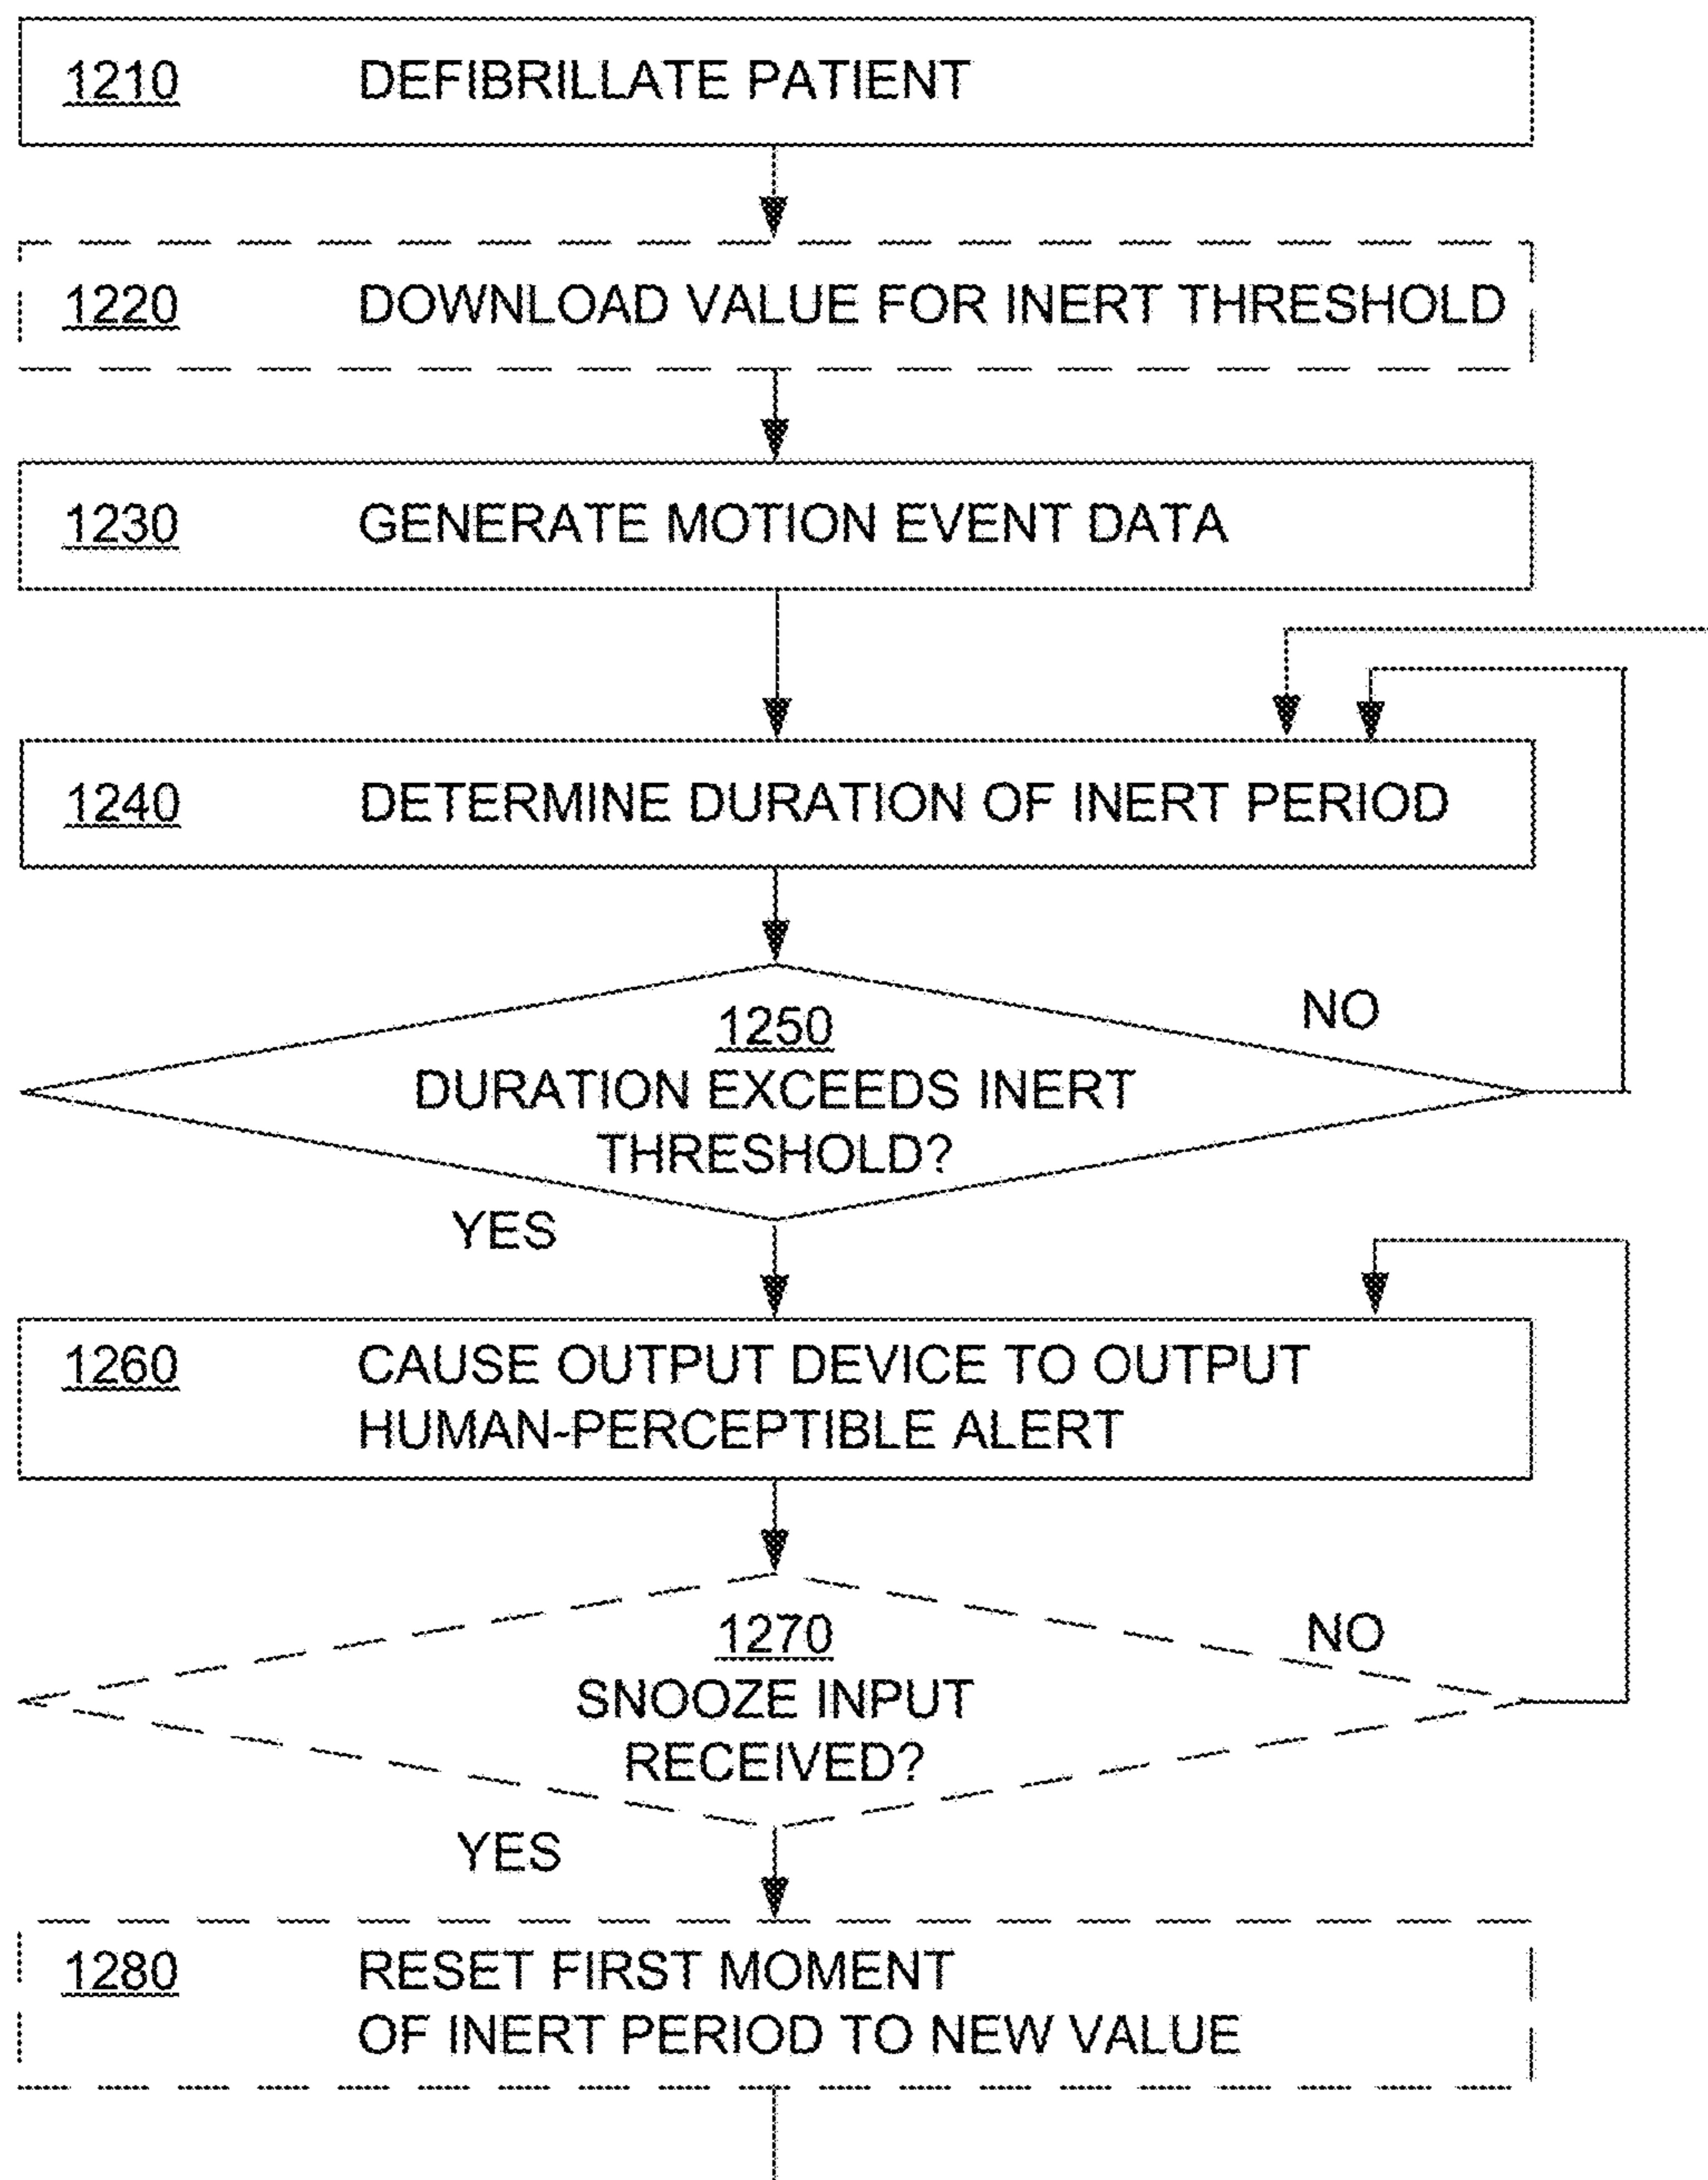 1210 DEFIBRILLATE PATIENT
1220 DOWNLOAD VALUE FOR INERT THRESHOLD
1230 GENERATE MOTION EVENT DATA
1240 DETERMINE DURATION OF INERT PERIOD
1250
NO
DURATION EXCEEDS INERT
THRESHOLD?
YES
1260 CAUSE OUTPUT DEVICE TO OUTPUT
HUMAN-PERCEPTIBLE ALERT
1270
NO
SNOOZE INPUT
RECEIVED?
YES
1280 RESET FIRST MOMENT
OF INERT PERIOD TO NEW VALUE